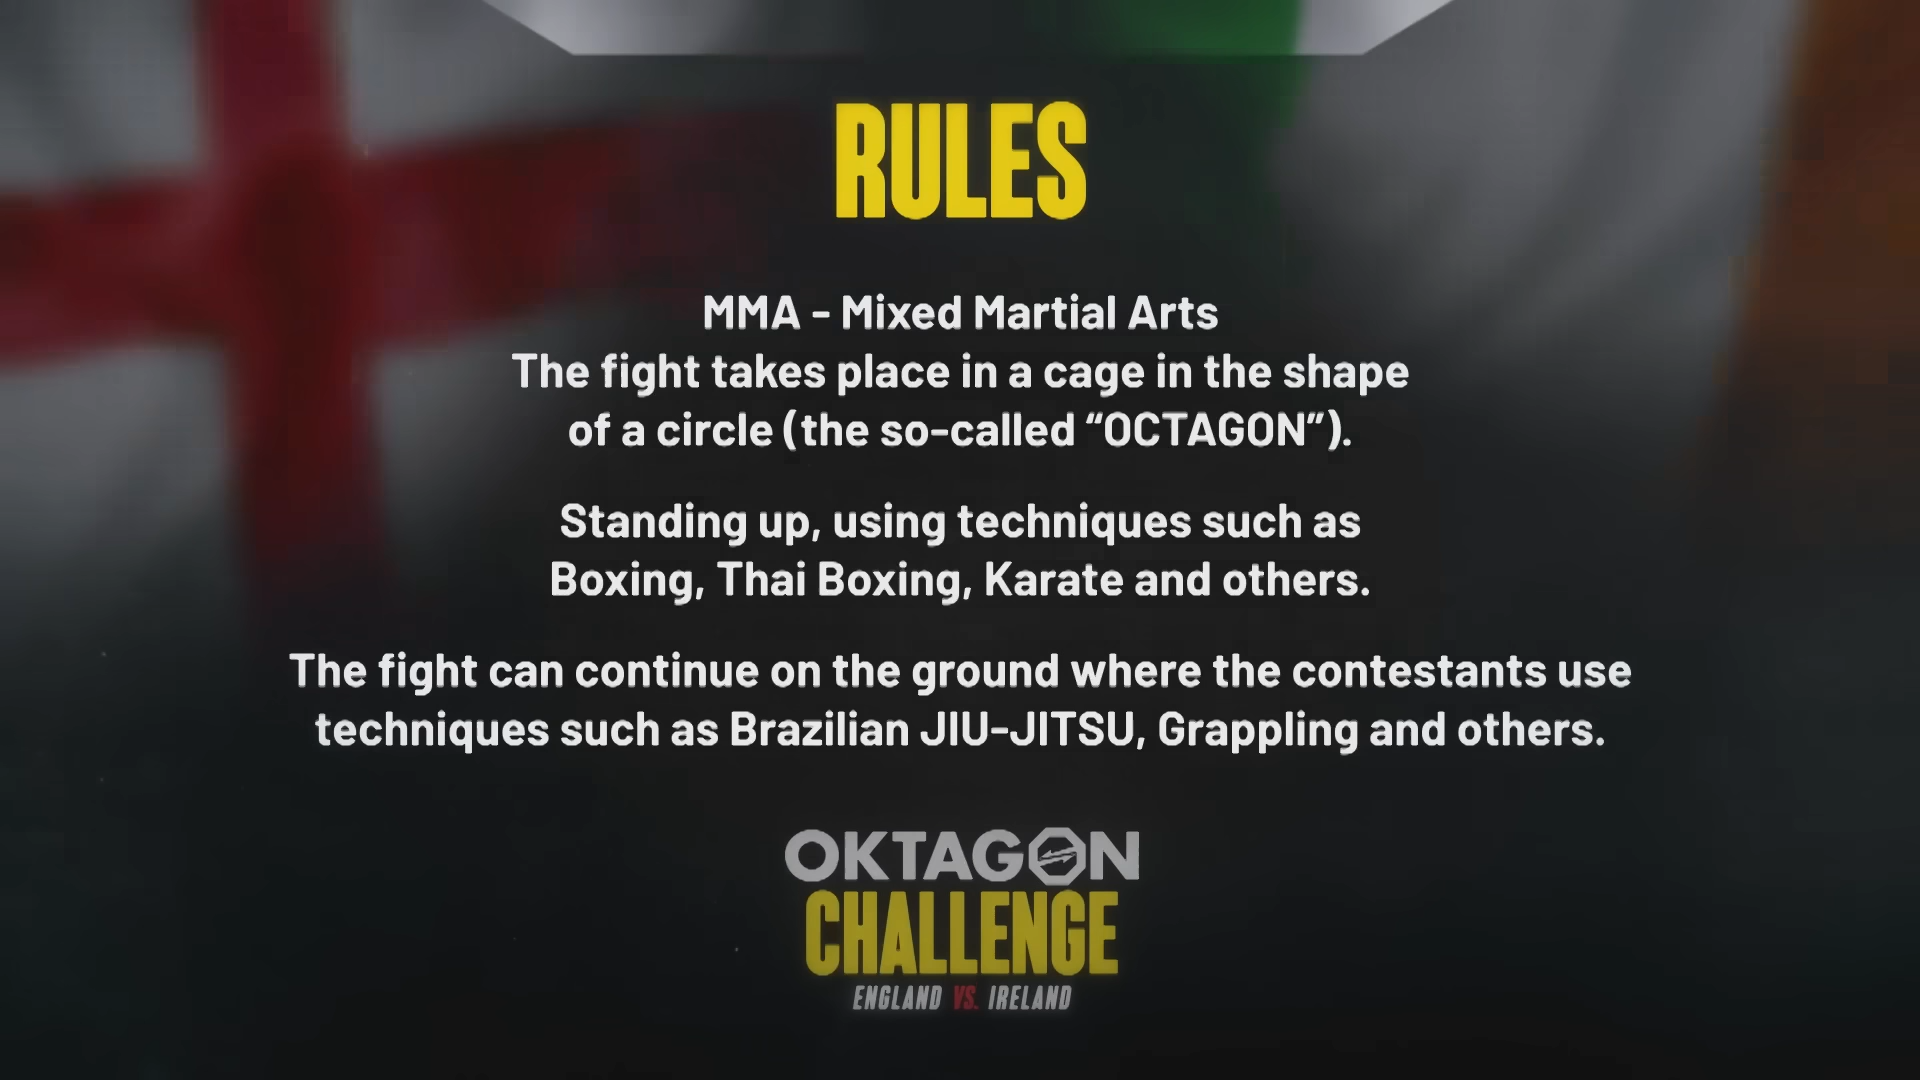 RULES
MMA - Mixed Martial Arts
The fight takes place in a cage in the shape
of a circle (the so-called “OCTAGON”).
Standing up, using techniques such as
Boxing, Thai Boxing, Karate and others.
The fight can continue on the ground where the contestants use
techniques such as Brazilian JIU-JITSU, Grappling and others.
OKTAGON
CHALLENGE
ENGLAND VS. IRELAND